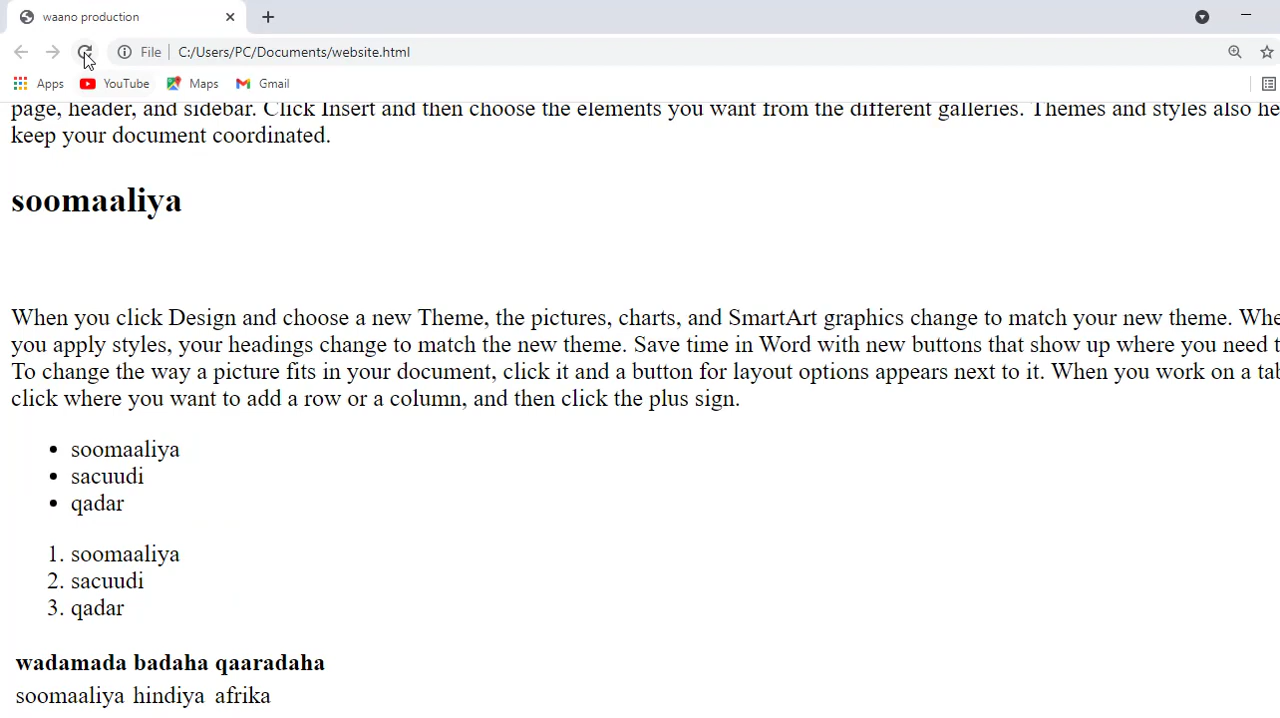 waano production
File C:/Users/PC/Documents/website.html
Apps YouTube Maps Gmail
page, header, and sidebar. Click Insert and then choose the elements you want from the different galleries. Themes and styles also
keep your document coordinated.
soomaaliya
When you click Design and choose a new Theme, the pictures, charts, and SmartArt graphics change to match your new theme.
you apply styles, your headings change to match the new theme. Save time in Word with new buttons that show up where you need
To change the way a picture fits in your document, click it and a button for layout options appears next to it. When you work on a
click where you want to add a row or a column, and then click the plus sign.
• soomaaliya
• sacuudi
• qadar
1. soomaaliya
2. sacuudi
3. qadar
wadamada badaha qaaradaha
soomaaliya hindiya afrika